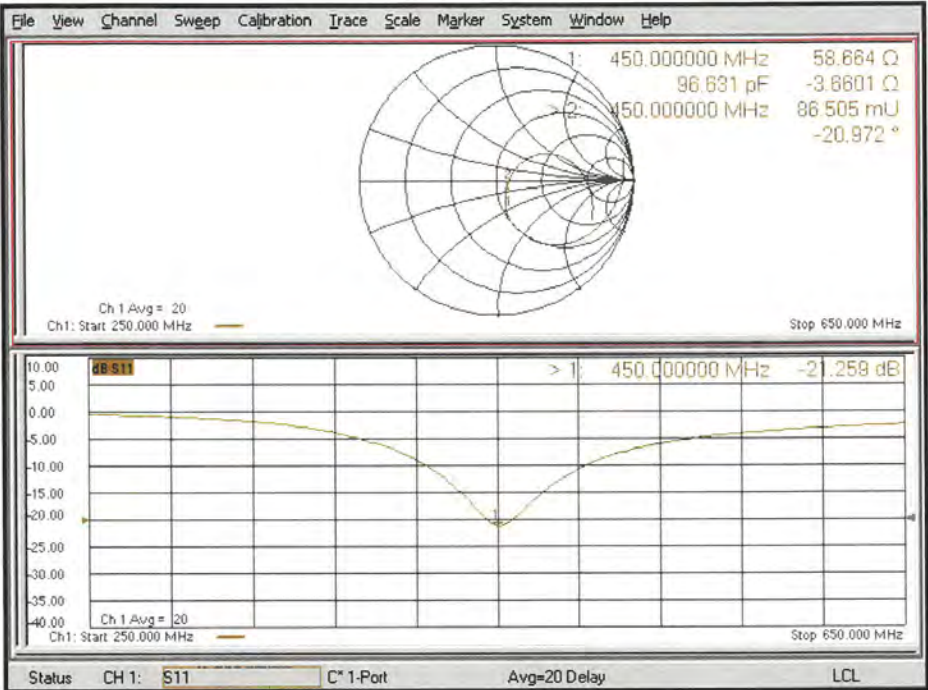 File View Channel Sweep Calibration Trace Scale Marker System Window Help
1: 450.000000 MHz 58.664 Ω
96.631 pF -3.6601 Ω
> 2: 450.000000 MHz 86.505 mU
-20.972 °
Ch 1 Avg = 20
Ch1: Start 250.000 MHz
Stop 650.000 MHz
10.00
dB S11
> 1: 450.000000 MHz -21.259 dB
5.00
0.00
-5.00
-10.00
-15.00
-20.00
1
-25.00
-30.00
-35.00
-40.00
Ch 1 Avg = 20
Ch1: Start 250.000 MHz
Stop 650.000 MHz
Status CH 1: S11 C* 1-Port Avg=20 Delay LCL